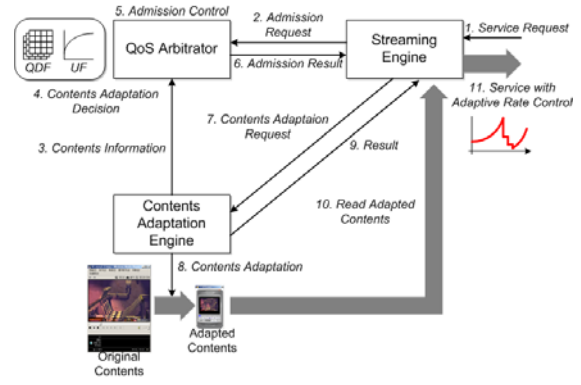 5. Admission Control
2. Admission
Request
1. Service Request
QoS Arbitrator
Streaming
Engine
QDF
UF
6. Admission Result
4. Contents Adaptation
Decision
11. Service with
Adaptive Rate Control
7. Contents Adaptaion
Request
3. Contents Information
9. Result
Contents
Adaptation
Engine
10. Read Adapted
Contents
8. Contents Adaptation
Original
Contents
Adapted
Contents